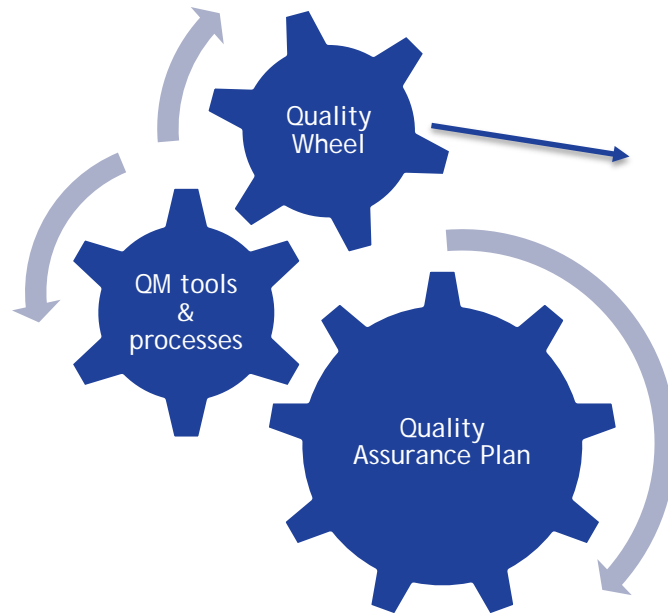 Quality
Wheel
QM tools
&
processes
Quality
Assurance Plan